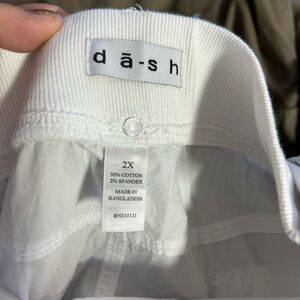 dā-sh
2X
98% COTTON
2% SPANDEX
MADE IN
BANGLADESH
RN131121